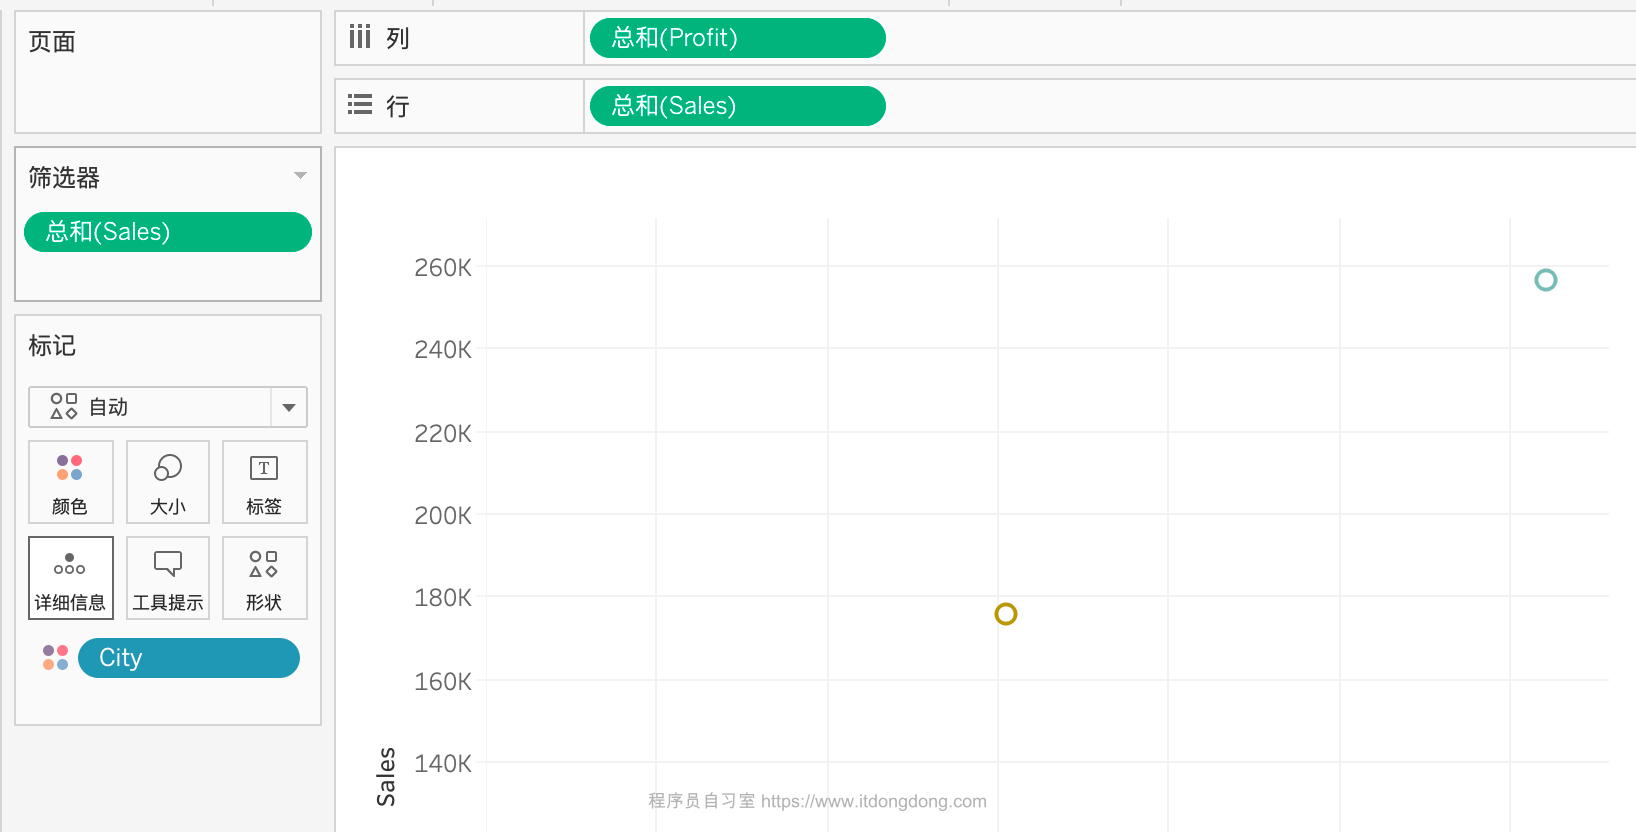 页面
列
总和(Profit)
行
总和(Sales)
筛选器
总和(Sales)
标记
自动
颜色
大小
T
标签
详细信息
工具提示
形状
City
260K
240K
220K
200K
180K
160K
140K
Sales
程序员自习室 https://www.itdongdong.com